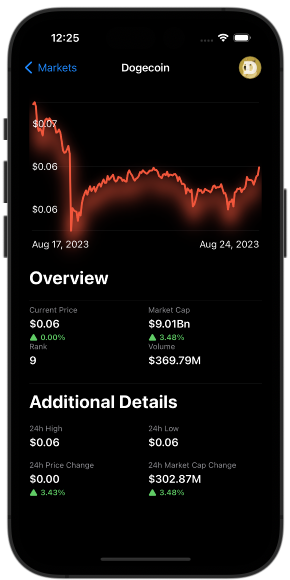 12:25
Markets
Dogecoin
$0.07
$0.06
$0.06
Aug 17, 2023 Aug 24, 2023
Overview
Current Price Market Cap
$0.06 $9.01Bn
0.00% 3.48%
Rank Volume
9 $369.79M
Additional Details
24h High 24h Low
$0.06 $0.06
24h Price Change 24h Market Cap Change
$0.00 $302.87M
3.43% 3.48%